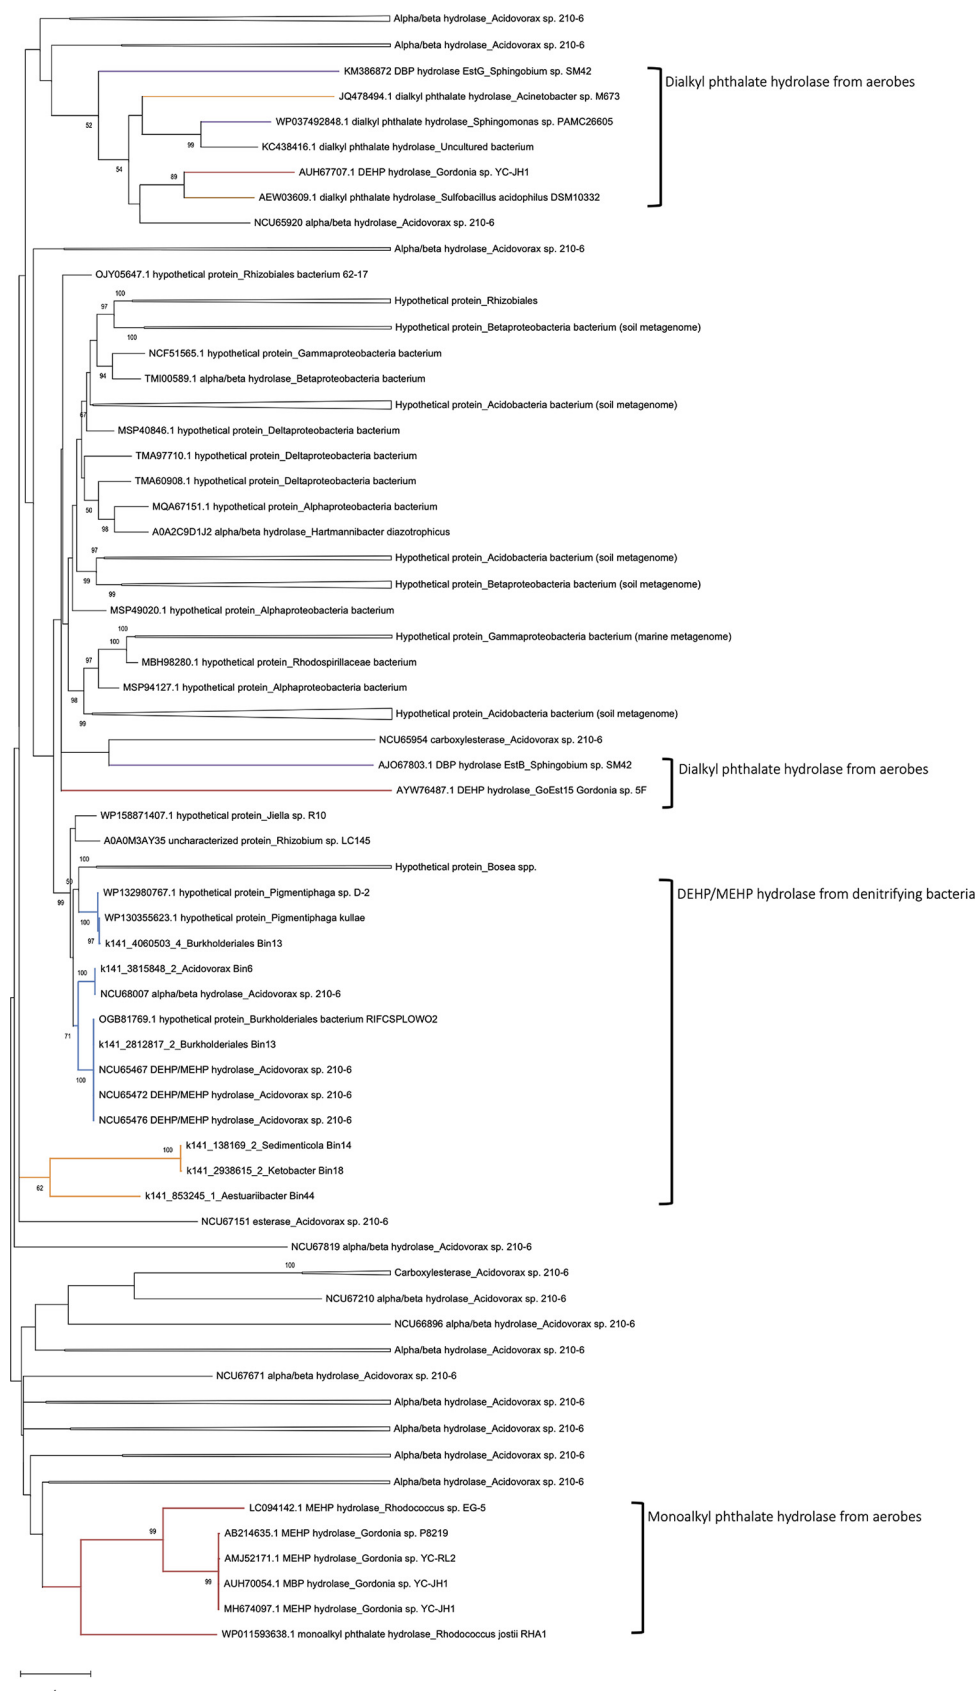 Alpha/beta hydrolase_Acidovorax sp. 210-6
Alpha/beta hydrolase_Acidovorax sp. 210-6
KM386872 DBP hydrolase EstG_Sphingobium sp. SM42
Dialkyl phthalate hydrolase from aerobes
JQ478494.1 dialkyl phthalate hydrolase_Acinetobacter sp. M673
52
WP037492848.1 dialkyl phthalate hydrolase_Sphingomonas sp. PAMC26605
99
KC438416.1 dialkyl phthalate hydrolase_Uncultured bacterium
54
89
AUH67707.1 DEHP hydrolase_Gordonia sp. YC-JH1
AEW03609.1 dialkyl phthalate hydrolase_Sulfobacillus acidophilus DSM10332
NCU65920 alpha/beta hydrolase_Acidovorax sp. 210-6
Alpha/beta hydrolase_Acidovorax sp. 210-6
OJY05647.1 hypothetical protein_Rhizobiales bacterium 62-17
100
97
Hypothetical protein_Rhizobiales
Hypothetical protein_Betaproteobacteria bacterium (soil metagenome)
100
NCF51565.1 hypothetical protein_Gammaproteobacteria bacterium
94
TMI00589.1 alpha/beta hydrolase_Betaproteobacteria bacterium
Hypothetical protein_Acidobacteria bacterium (soil metagenome)
67
MSP40846.1 hypothetical protein_Deltaproteobacteria bacterium
TMA97710.1 hypothetical protein_Deltaproteobacteria bacterium
TMA60908.1 hypothetical protein_Deltaproteobacteria bacterium
50
MQA67151.1 hypothetical protein_Alphaproteobacteria bacterium
98
A0A2C9D1J2 alpha/beta hydrolase_Hartmannibacter diazotrophicus
97
Hypothetical protein_Acidobacteria bacterium (soil metagenome)
99
Hypothetical protein_Betaproteobacteria bacterium (soil metagenome)
99
MSP49020.1 hypothetical protein_Alphaproteobacteria bacterium
100
Hypothetical protein_Gammaproteobacteria bacterium (marine metagenome)
100
97
MBH98280.1 hypothetical protein_Rhodospirillaceae bacterium
MSP94127.1 hypothetical protein_Alphaproteobacteria bacterium
98
Hypothetical protein_Acidobacteria bacterium (soil metagenome)
99
NCU65954 carboxylesterase_Acidovorax sp. 210-6
AJO67803.1 DBP hydrolase EstB_Sphingobium sp. SM42
Dialkyl phthalate hydrolase from aerobes
AYW76487.1 DEHP hydrolase_GoEst15 Gordonia sp. 5F
WP158871407.1 hypothetical protein_Jiella sp. R10
A0A0M3AY35 uncharacterized protein_Rhizobium sp. LC145
100
Hypothetical protein_Bosea spp.
99
WP132980767.1 hypothetical protein_Pigmentiphaga sp. D-2
DEHP/MEHP hydrolase from denitrifying bacteria
100
WP130355623.1 hypothetical protein_Pigmentiphaga kullae
97
k141_4060503_4_Burkholderiales Bin13
100
k141_3815848_2_Acidovorax Bin6
NCU68007 alpha/beta hydrolase_Acidovorax sp. 210-6
OGB81769.1 hypothetical protein_Burkholderiales bacterium RIFCSPLOWO2
71
k141_2812817_2_Burkholderiales Bin13
NCU65467 DEHP/MEHP hydrolase_Acidovorax sp. 210-6
100
NCU65472 DEHP/MEHP hydrolase_Acidovorax sp. 210-6
NCU65476 DEHP/MEHP hydrolase_Acidovorax sp. 210-6
100
k141_138169_2_Sedimenticola Bin14
k141_2938615_2_Ketobacter Bin18
62
k141_853245_1_Aestuariibacter Bin44
NCU67151 esterase_Acidovorax sp. 210-6
NCU67819 alpha/beta hydrolase_Acidovorax sp. 210-6
100
Carboxylesterase_Acidovorax sp. 210-6
NCU67210 alpha/beta hydrolase_Acidovorax sp. 210-6
NCU66896 alpha/beta hydrolase_Acidovorax sp. 210-6
Alpha/beta hydrolase_Acidovorax sp. 210-6
NCU67671 alpha/beta hydrolase_Acidovorax sp. 210-6
Alpha/beta hydrolase_Acidovorax sp. 210-6
Alpha/beta hydrolase_Acidovorax sp. 210-6
Alpha/beta hydrolase_Acidovorax sp. 210-6
Alpha/beta hydrolase_Acidovorax sp. 210-6
LC094142.1 MEHP hydrolase_Rhodococcus sp. EG-5
Monoalkyl phthalate hydrolase from aerobes
99
AB214635.1 MEHP hydrolase_Gordonia sp. P8219
AMJ52171.1 MEHP hydrolase_Gordonia sp. YC-RL2
99
AUH70054.1 MBP hydrolase_Gordonia sp. YC-JH1
MH674097.1 MEHP hydrolase_Gordonia sp. YC-JH1
WP011593638.1 monoalkyl phthalate hydrolase_Rhodococcus jostii RHA1